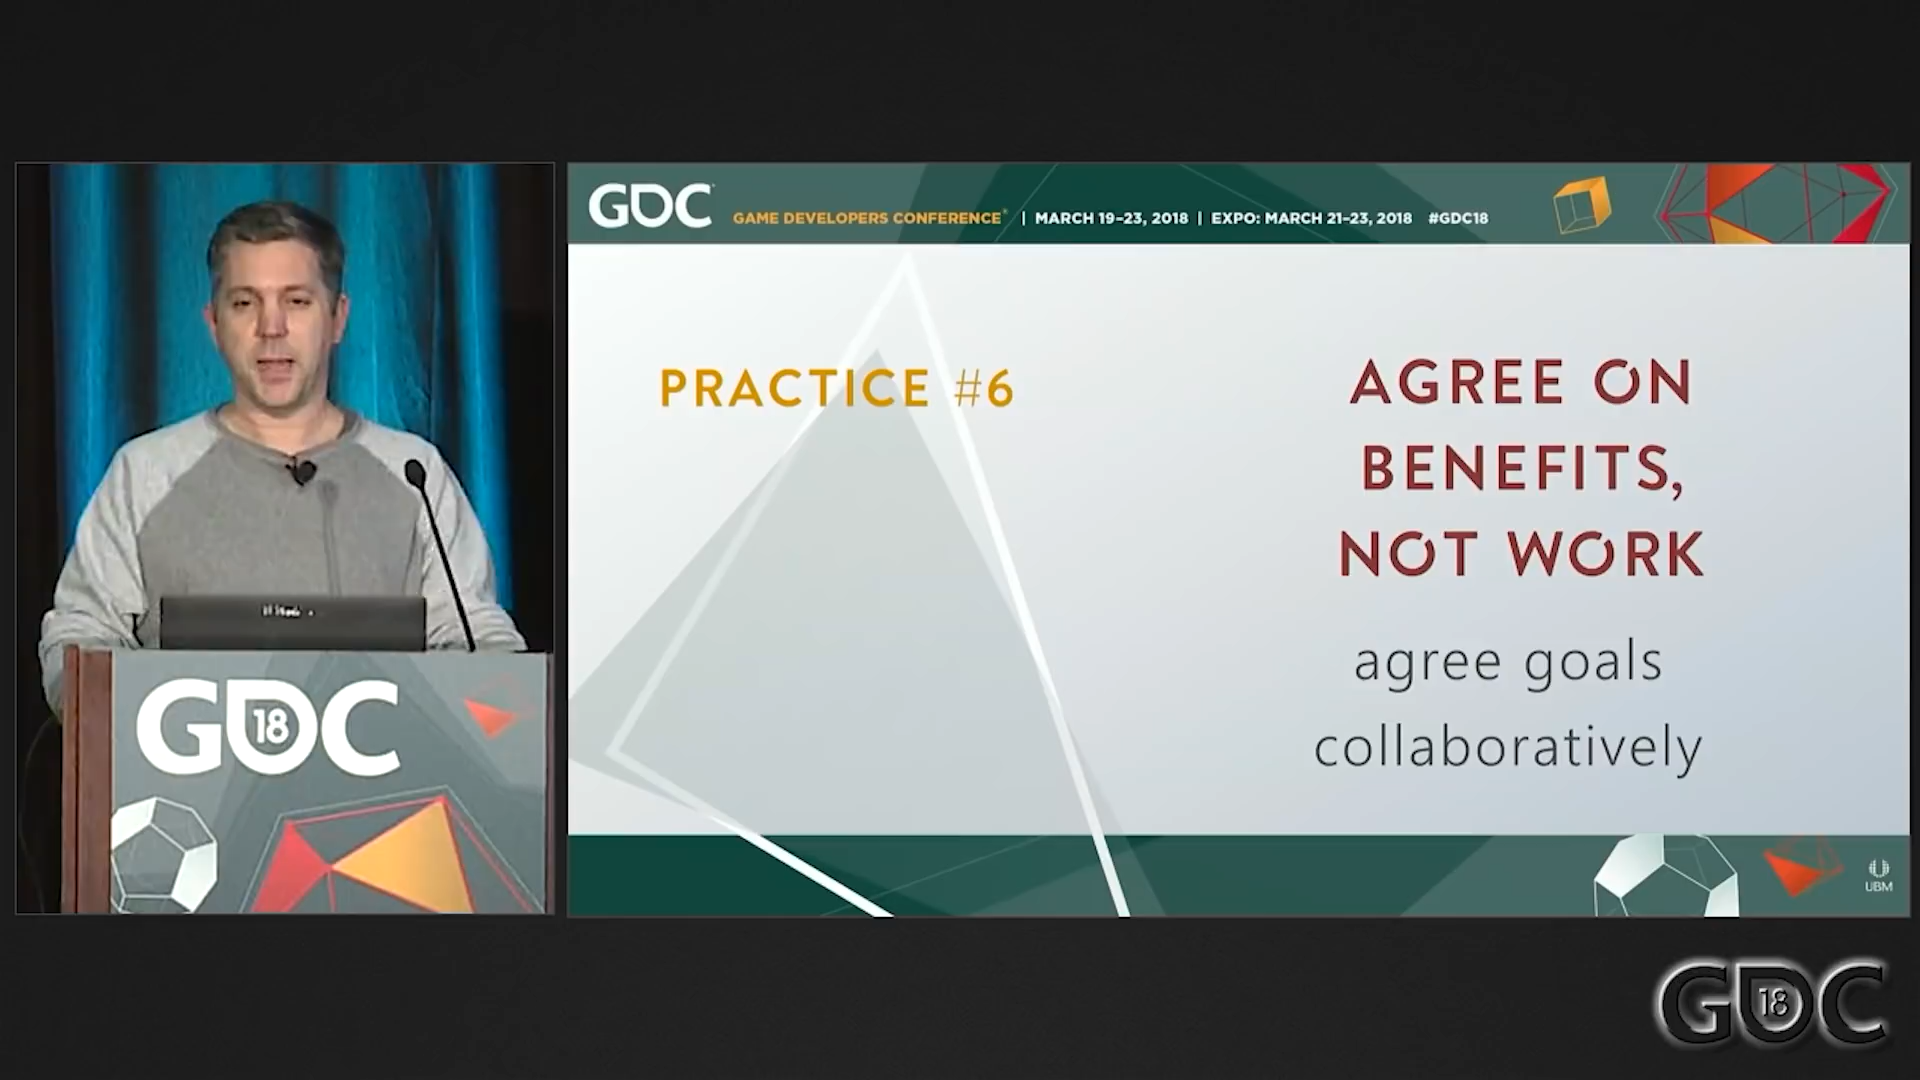 GDC
GAME DEVELOPERS CONFERENCE® | MARCH 19–23, 2018 | EXPO: MARCH 21–23, 2018 #GDC18
PRACTICE #6
AGREE ON
BENEFITS,
NOT WORK
agree goals
collaboratively
UBM
GDC
18
GDC
18